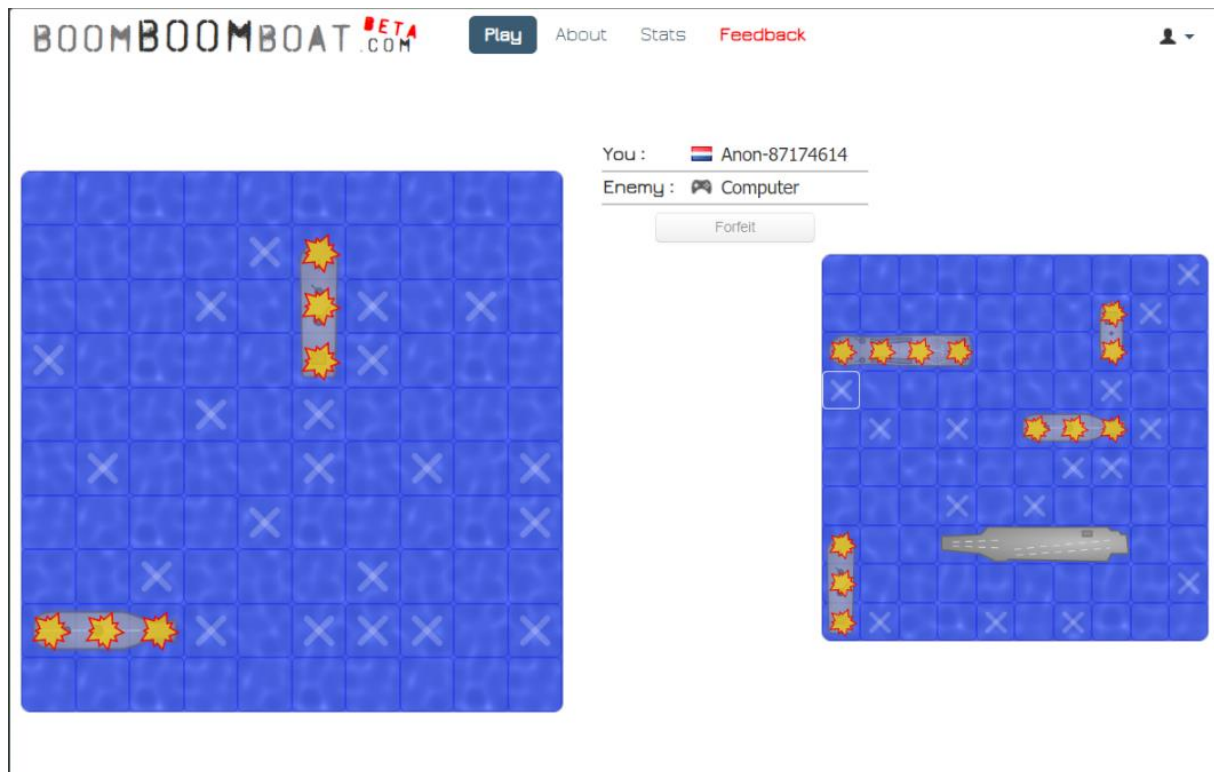 BOOMBOOMBOAT.COM BETA
Play About Stats Feedback
You : Anon-87174614
Enemy : Computer
Forfeit